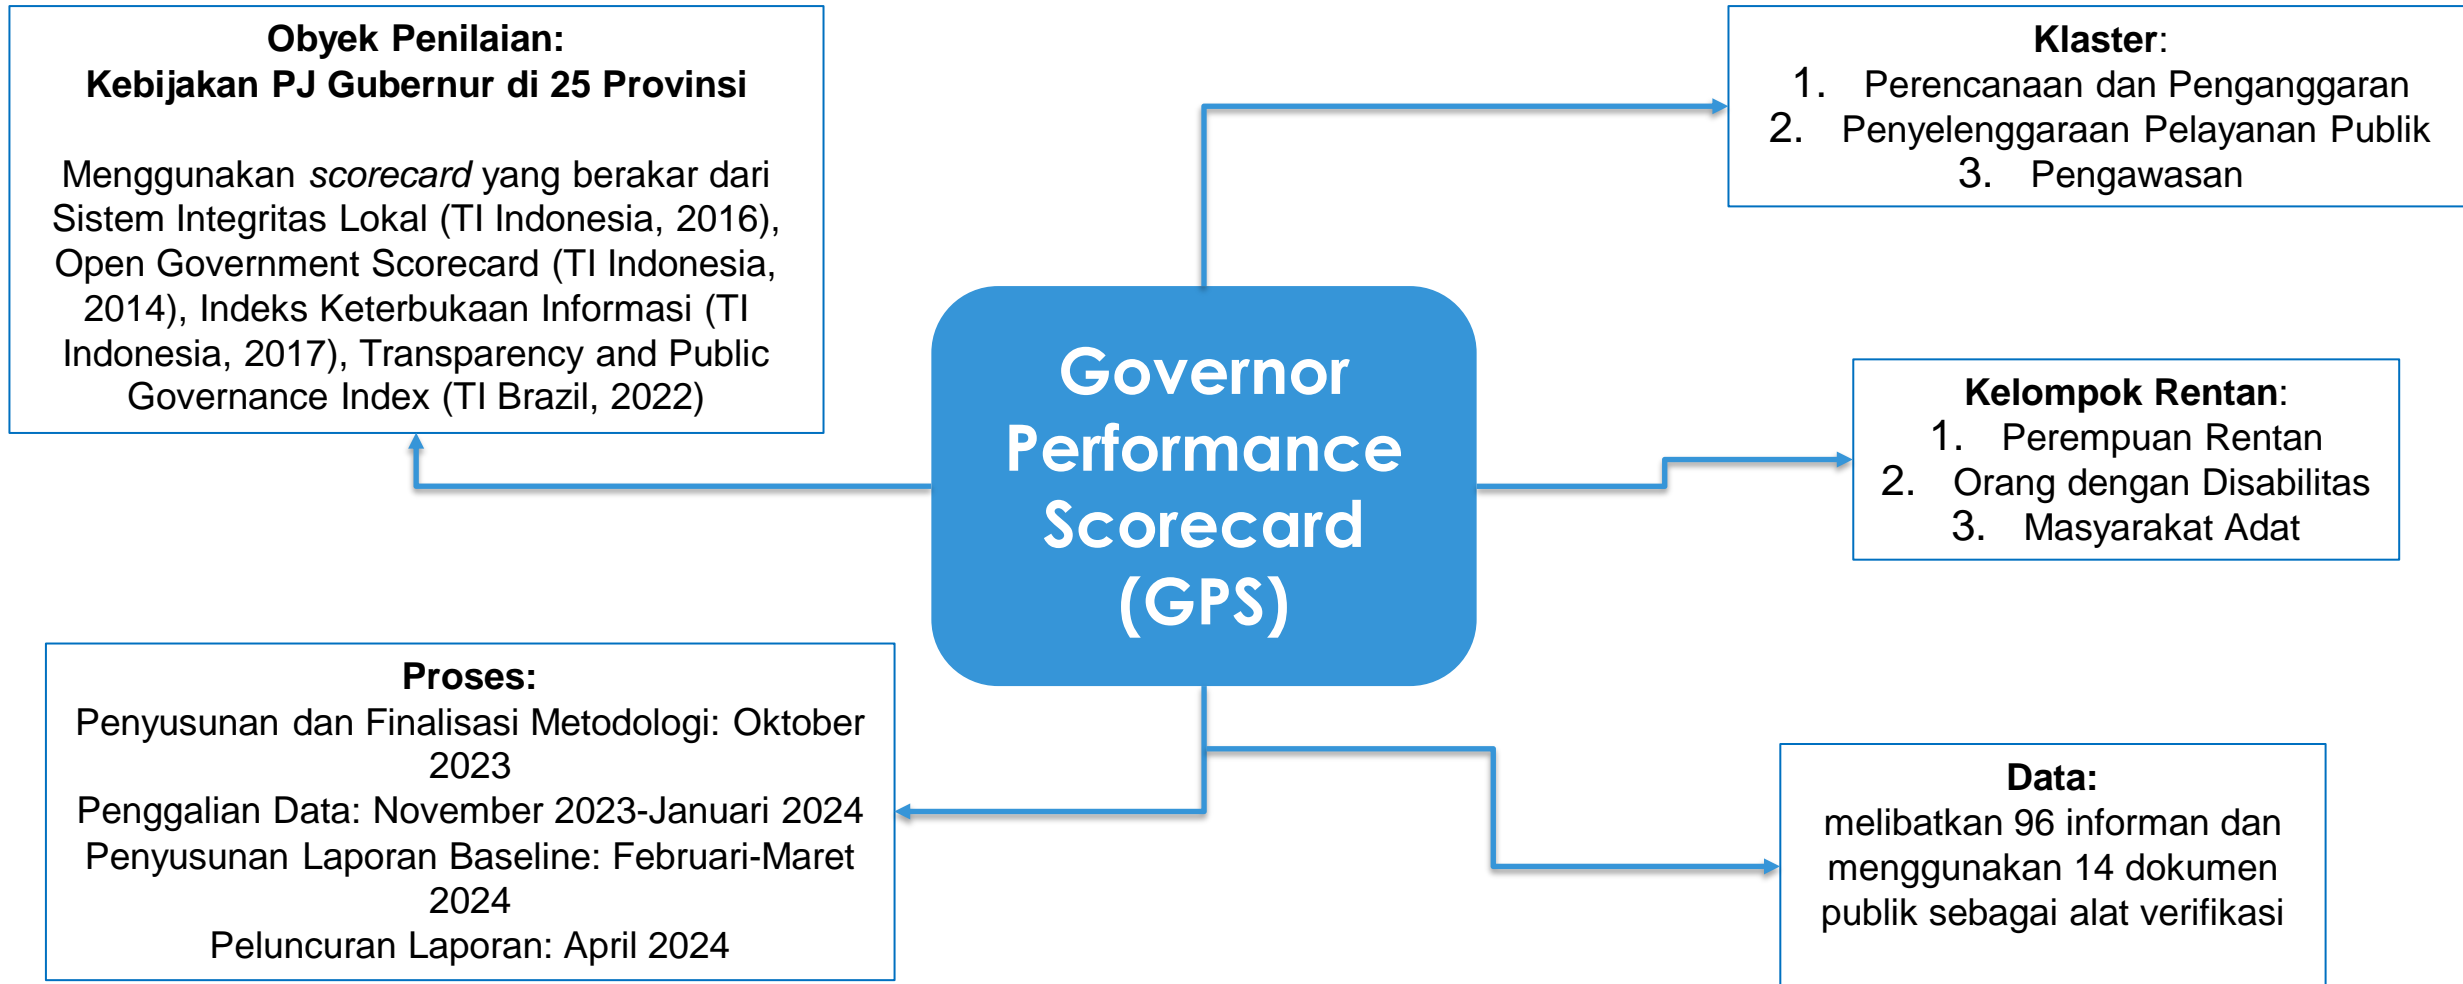 Obyek Penilaian:
Kebijakan PJ Gubernur di 25 Provinsi
Menggunakan scorecard yang berakar dari
Sistem Integritas Lokal (TI Indonesia, 2016),
Open Government Scorecard (TI Indonesia,
2014), Indeks Keterbukaan Informasi (TI
Indonesia, 2017), Transparency and Public
Governance Index (TI Brazil, 2022)
Klaster:
1. Perencanaan dan Penganggaran
2. Penyelenggaraan Pelayanan Publik
3. Pengawasan
Governor
Performance
Scorecard
(GPS)
Kelompok Rentan:
1. Perempuan Rentan
2. Orang dengan Disabilitas
3. Masyarakat Adat
Proses:
Penyusunan dan Finalisasi Metodologi: Oktober
2023
Penggalian Data: November 2023-Januari 2024
Penyusunan Laporan Baseline: Februari-Maret
2024
Peluncuran Laporan: April 2024
Data:
melibatkan 96 informan dan
menggunakan 14 dokumen
publik sebagai alat verifikasi